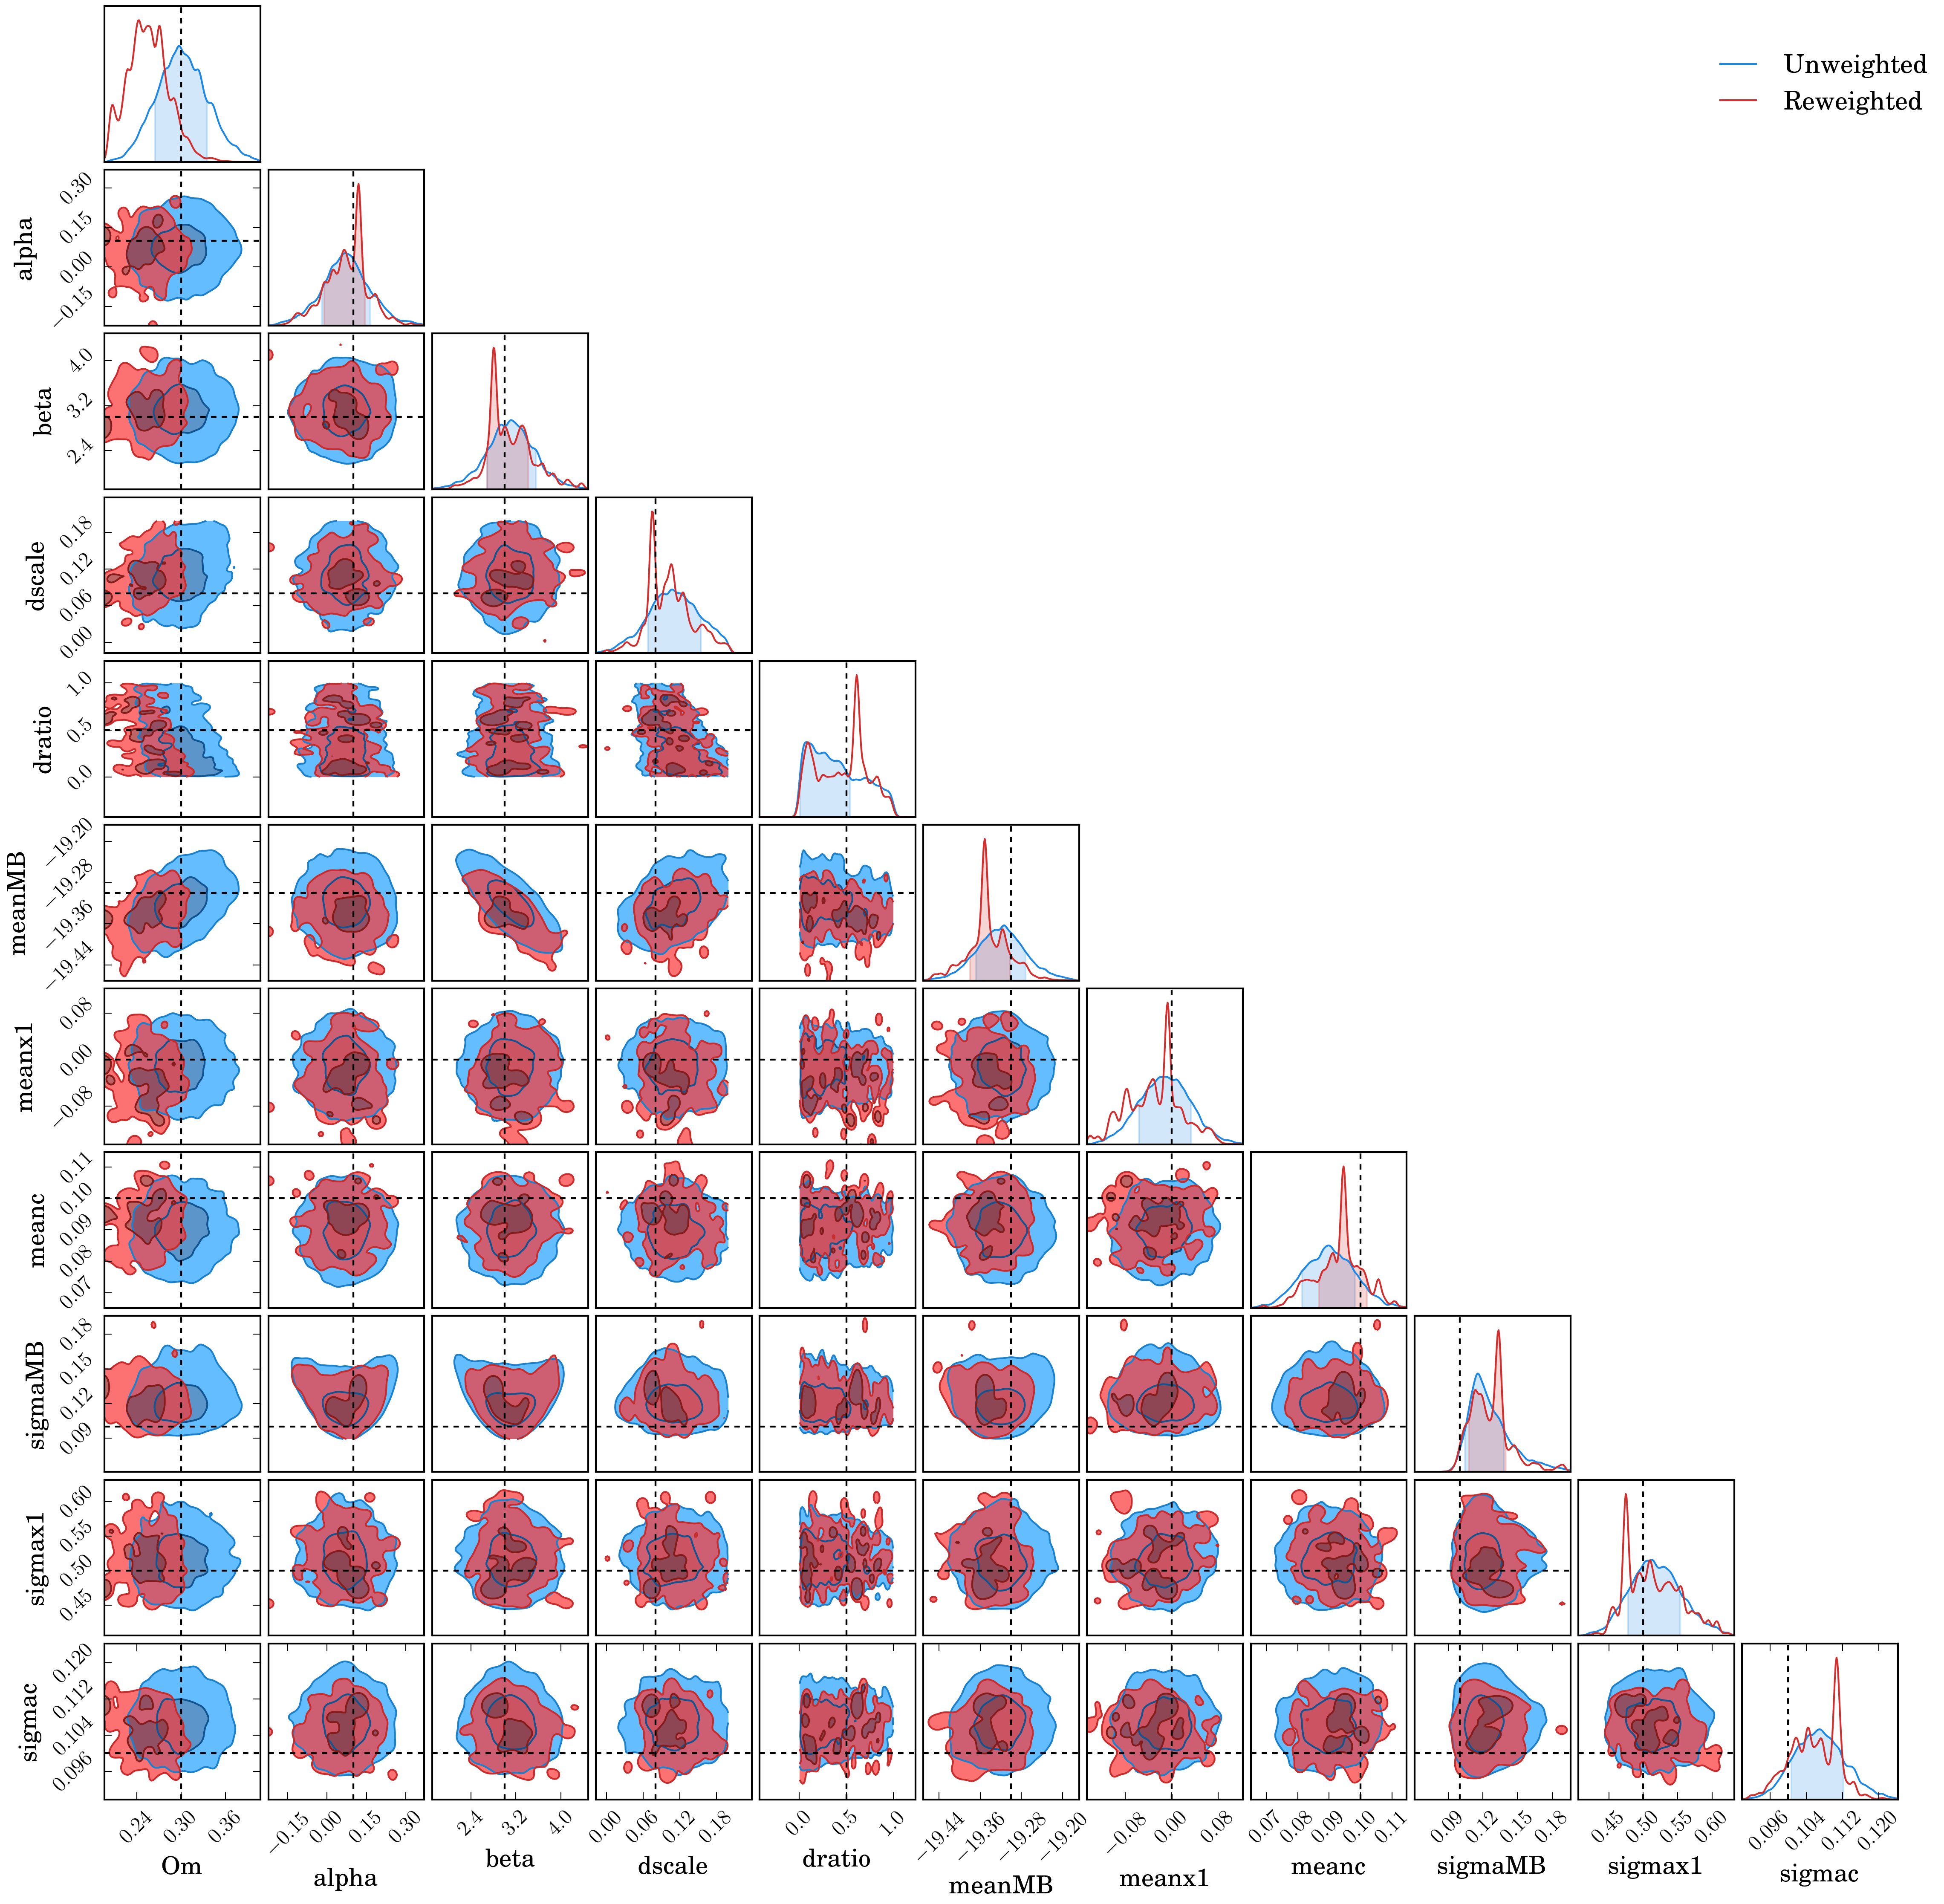 Unweighted
Reweighted
alpha
0.30
0.15
0.00
−0.15
beta
4.0
3.2
2.4
dscale
0.18
0.12
0.06
0.00
dratio
1.0
0.5
0.0
meanMB
−19.20
−19.28
−19.36
−19.44
meanx1
0.08
0.00
−0.08
meanc
0.11
0.10
0.09
0.08
0.07
sigmaMB
0.18
0.15
0.12
0.09
sigmax1
0.60
0.55
0.50
0.45
sigmac
0.120
0.112
0.104
0.096
0.24 0.30 0.36 −0.15 0.00 0.15 0.30 2.4 3.2 4.0 0.00 0.06 0.12 0.18 0.0 0.5 1.0 −19.44 −19.36 −19.28 −19.20 −0.08 0.00 0.08 0.07 0.08 0.09 0.10 0.11 0.09 0.12 0.15 0.18 0.45 0.50 0.55 0.60 0.096 0.104 0.112 0.120
Om alpha beta dscale dratio meanMB meanx1 meanc sigmaMB sigmax1 sigmac